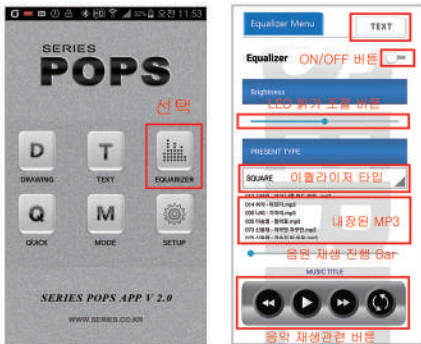 32% 오전 11:53
SERIES
POPS
선택
D
T
DRAWING
TEXT
EQUARIZER
Q
M
QUICK
MODE
SETUP
SERIES POPS APP V 2.0
WWW.SERIES.CO.KR
Equalizer Menu
TEXT
Equalizer
ON/OFF 버튼
Brightness
LED 밝기 조절 버튼
PRESENT TYPE
SQUARE
이퀄라이저 타입
내장된 MP3
음원 재생 진행 Bar
MUSIC TITLE
음악 재생관련 버튼